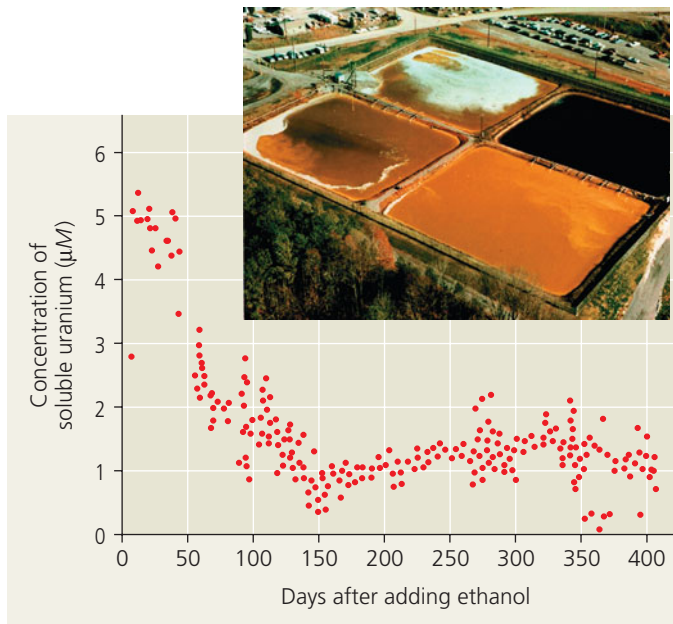 6
5
4
3
2
1
0
Concentration of
soluble uranium (μM)
0 50 100 150 200 250 300 350 400
Days after adding ethanol